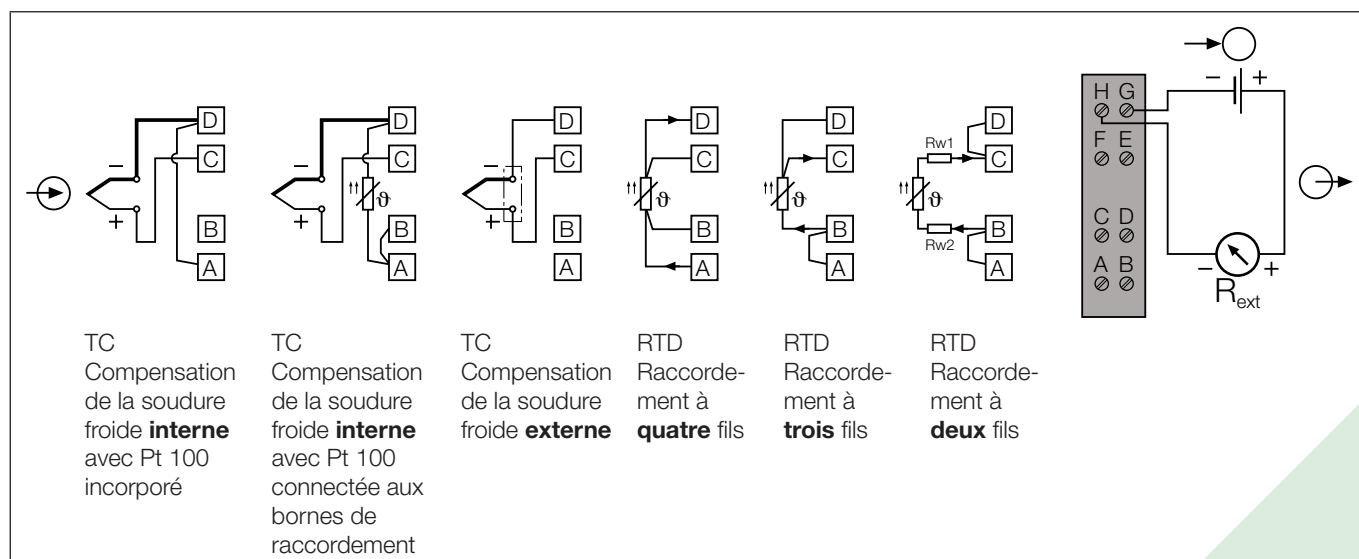 D
C
B
A
− +
D
C
B
A
− +
ϑ
D
C
B
A
− +
D
C
B
A
ϑ
D
C
B
A
ϑ
D
C
B
A
Rw1
Rw2
ϑ
H G
F E
C D
A B
− +
− +
Rext
TC
Compensation
de la soudure
froide interne
avec Pt 100
incorporé
TC
Compensation
de la soudure
froide interne
avec Pt 100
connectée aux
bornes de
raccordement
TC
Compensation
de la soudure
froide externe
RTD
Raccorde-
ment à
quatre fils
RTD
Raccorde-
ment à
trois fils
RTD
Raccorde-
ment à
deux fils